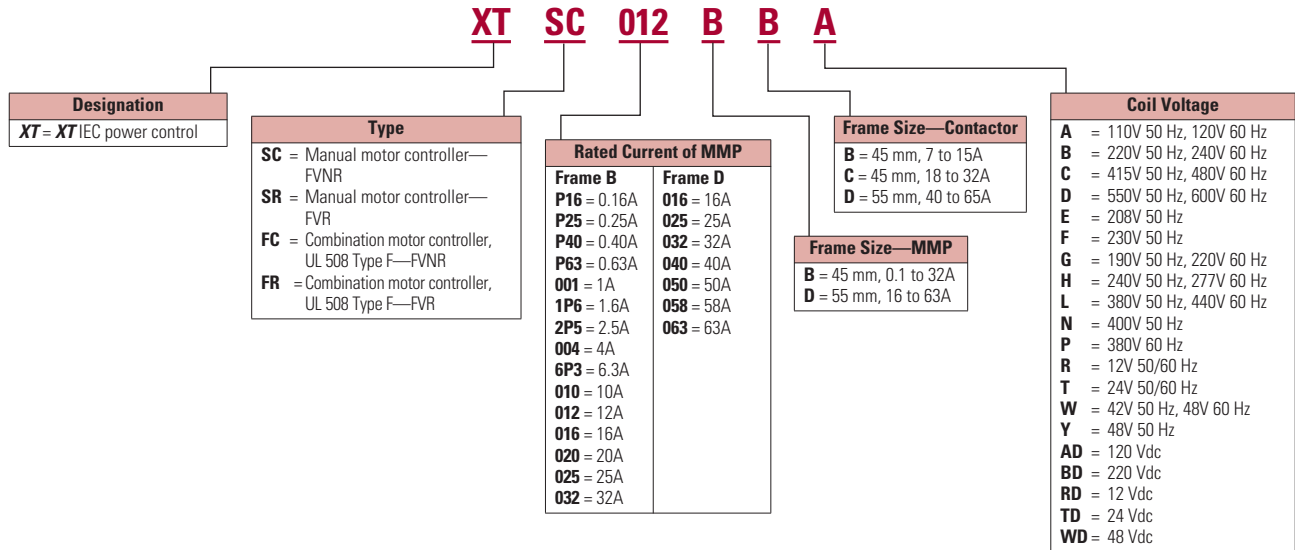 XT SC 012 B B A
Designation
XT = XT IEC power control
Type
SC = Manual motor controller—
FVNR
SR = Manual motor controller—
FVR
FC = Combination motor controller,
UL 508 Type F—FVNR
FR = Combination motor controller,
UL 508 Type F—FVR
Rated Current of MMP
Frame B
P16 = 0.16A
P25 = 0.25A
P40 = 0.40A
P63 = 0.63A
001 = 1A
1P6 = 1.6A
2P5 = 2.5A
004 = 4A
6P3 = 6.3A
010 = 10A
012 = 12A
016 = 16A
020 = 20A
025 = 25A
032 = 32A
Frame D
016 = 16A
025 = 25A
032 = 32A
040 = 40A
050 = 50A
058 = 58A
063 = 63A
Frame Size—MMP
B = 45 mm, 0.1 to 32A
D = 55 mm, 16 to 63A
Frame Size—Contactor
B = 45 mm, 7 to 15A
C = 45 mm, 18 to 32A
D = 55 mm, 40 to 65A
Coil Voltage
A = 110V 50 Hz, 120V 60 Hz
B = 220V 50 Hz, 240V 60 Hz
C = 415V 50 Hz, 480V 60 Hz
D = 550V 50 Hz, 600V 60 Hz
E = 208V 50 Hz
F = 230V 50 Hz
G = 190V 50 Hz, 220V 60 Hz
H = 240V 50 Hz, 277V 60 Hz
L = 380V 50 Hz, 440V 60 Hz
N = 400V 50 Hz
P = 380V 60 Hz
R = 12V 50/60 Hz
T = 24V 50/60 Hz
W = 42V 50 Hz, 48V 60 Hz
Y = 48V 50 Hz
AD = 120 Vdc
BD = 220 Vdc
RD = 12 Vdc
TD = 24 Vdc
WD = 48 Vdc